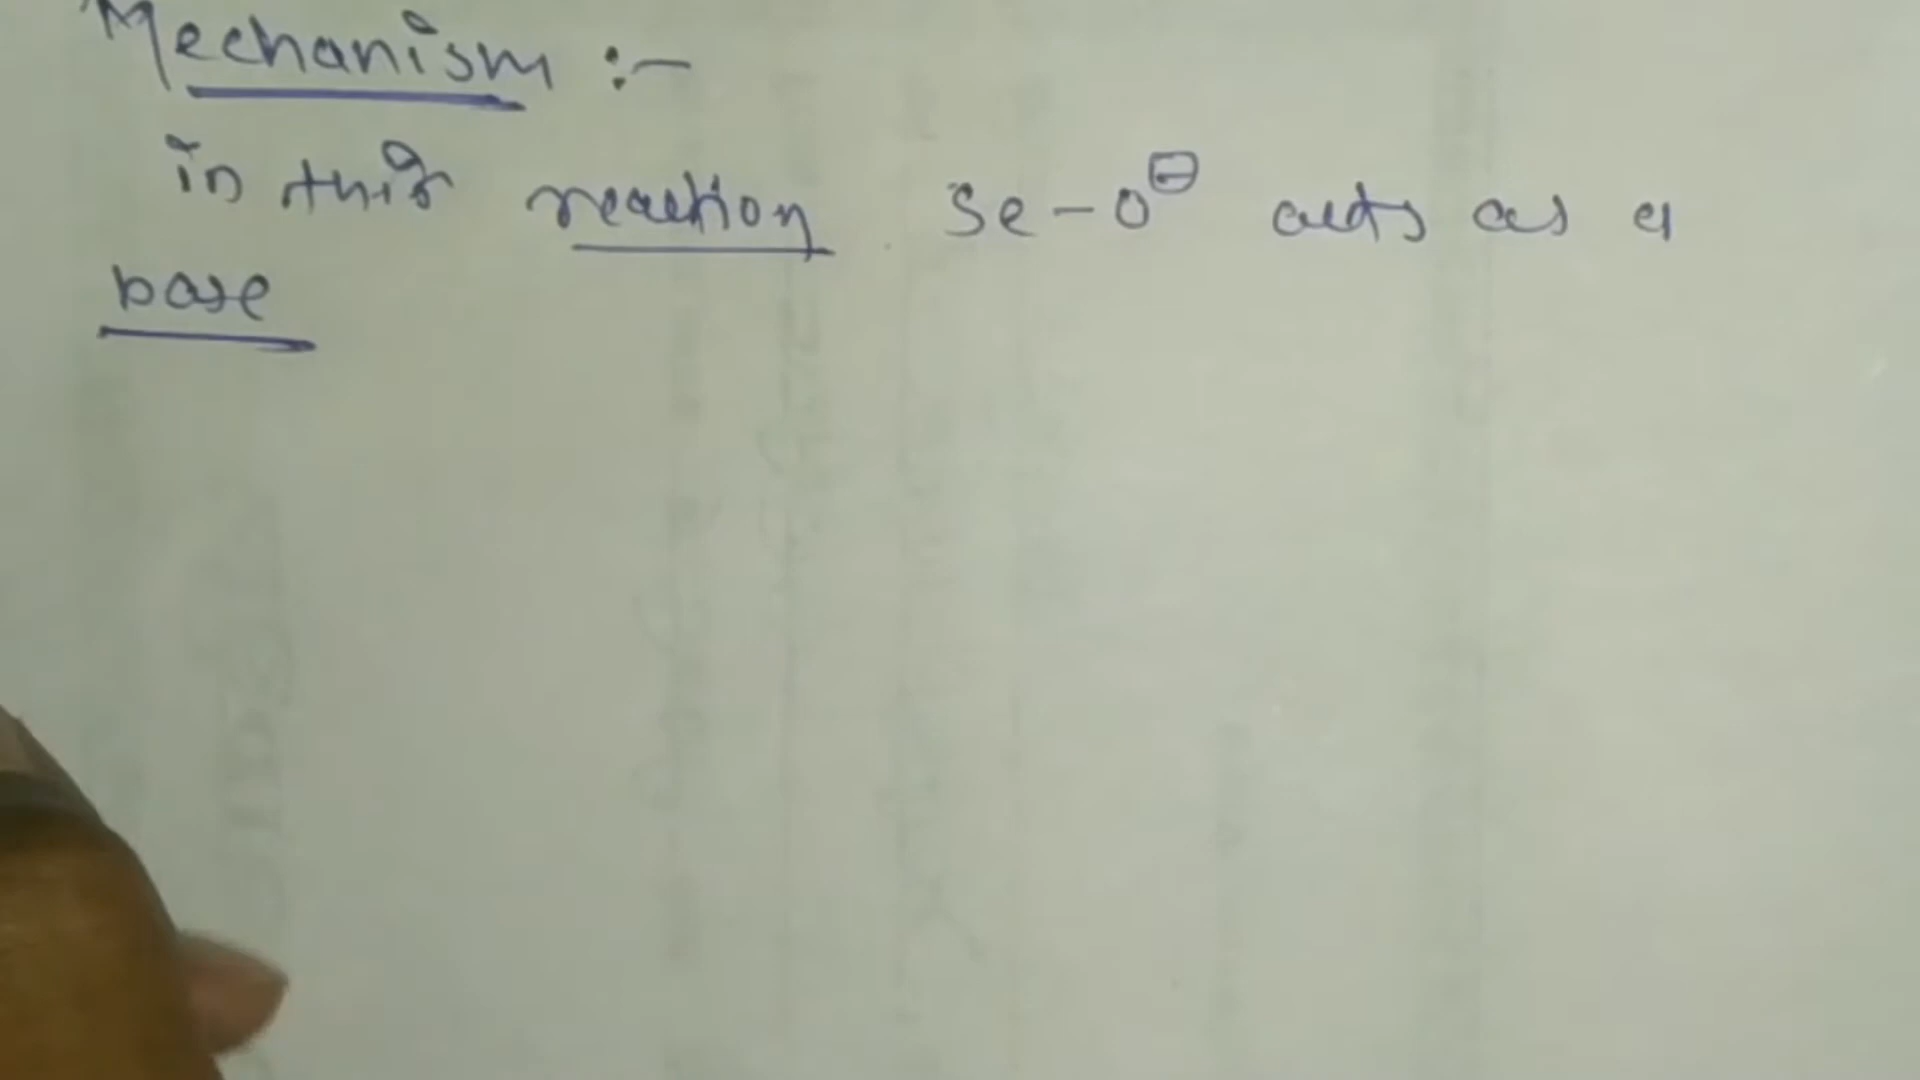 Mechanism :-
in this reaction Se-O⊖ acts as a
base